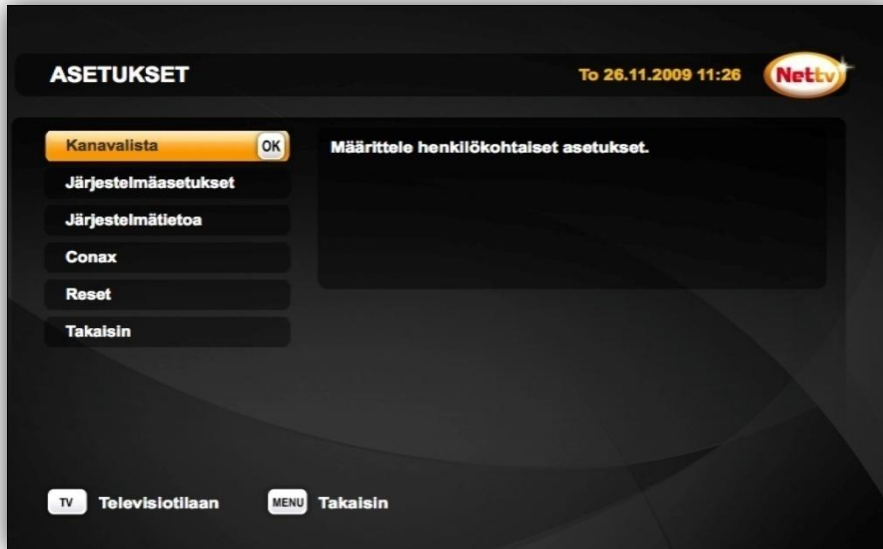 ASETUKSET
To 26.11.2009 11:26
Nettv
Kanavalista OK
Määrittele henkilökohtaiset asetukset.
Järjestelmäasetukset
Järjestelmätietoa
Conax
Reset
Takaisin
TV Televisiotilaan MENU Takaisin